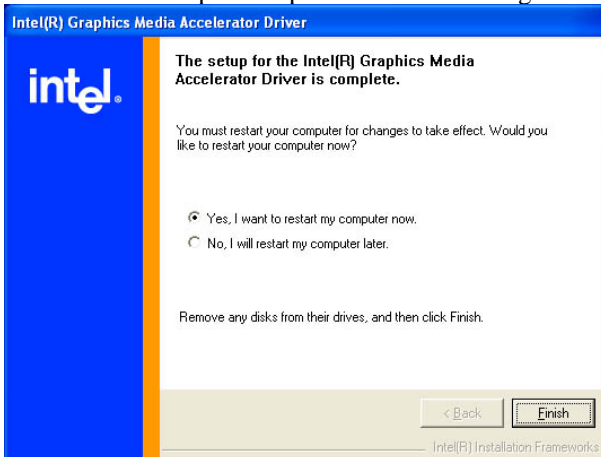 Intel(R) Graphics Media Accelerator Driver
intel®
The setup for the Intel(R) Graphics Media
Accelerator Driver is complete.
You must restart your computer for changes to take effect. Would you
like to restart your computer now?
Yes, I want to restart my computer now.
No, I will restart my computer later.
Remove any disks from their drives, and then click Finish.
< Back
Finish
Intel(R) Installation Frameworks